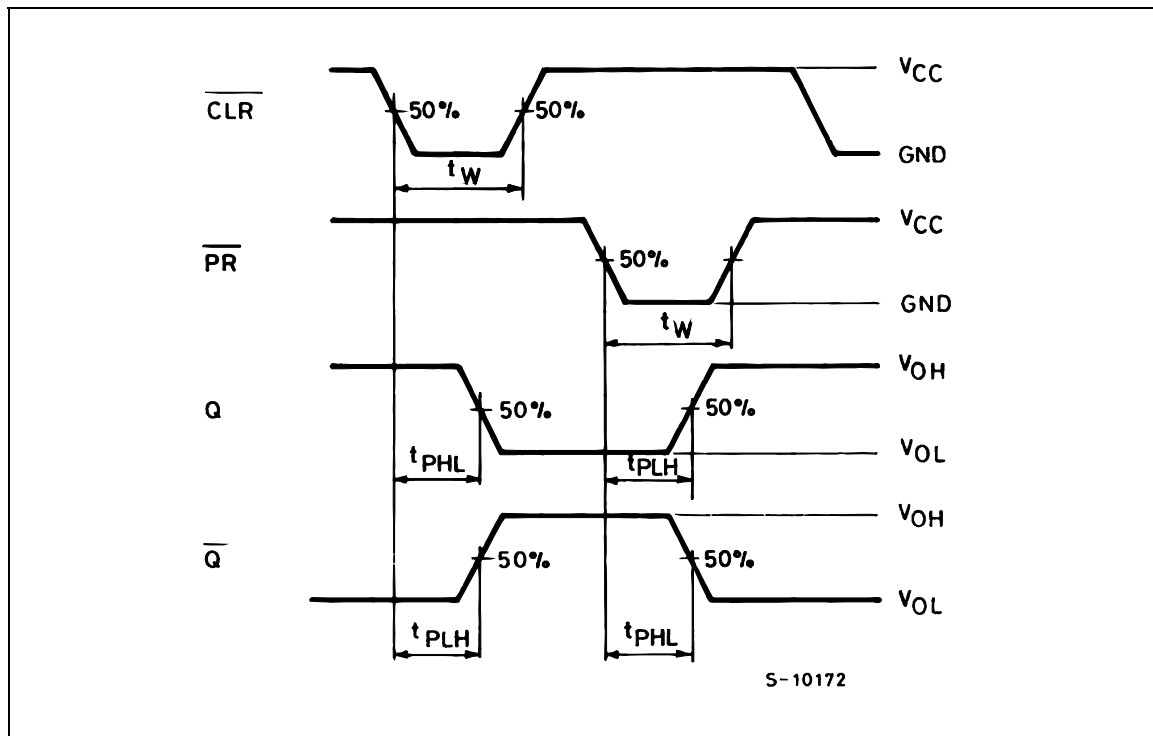 CLR 50% 50% VCC
GND
tW
VCC
PR 50%
GND
tW
VOH
Q 50% 50%
tPHL tPLH VOL
VOH
Q 50% 50%
VOL
tPLH tPHL
S-10172